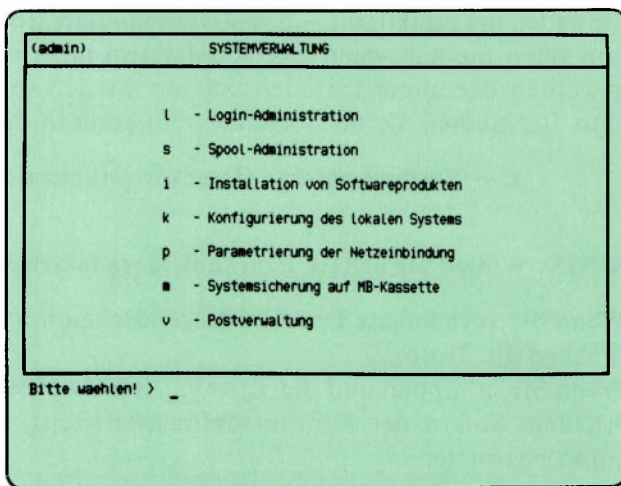 (admin) SYSTEMVERWALTUNG
l - Login-Administration
s - Spool-Administration
i - Installation von Softwareprodukten
k - Konfigurierung des lokalen Systems
p - Parametrierung der Netzeinbindung
m - Systemsicherung auf MB-Kassette
v - Postverwaltung
Bitte waehlen! > _